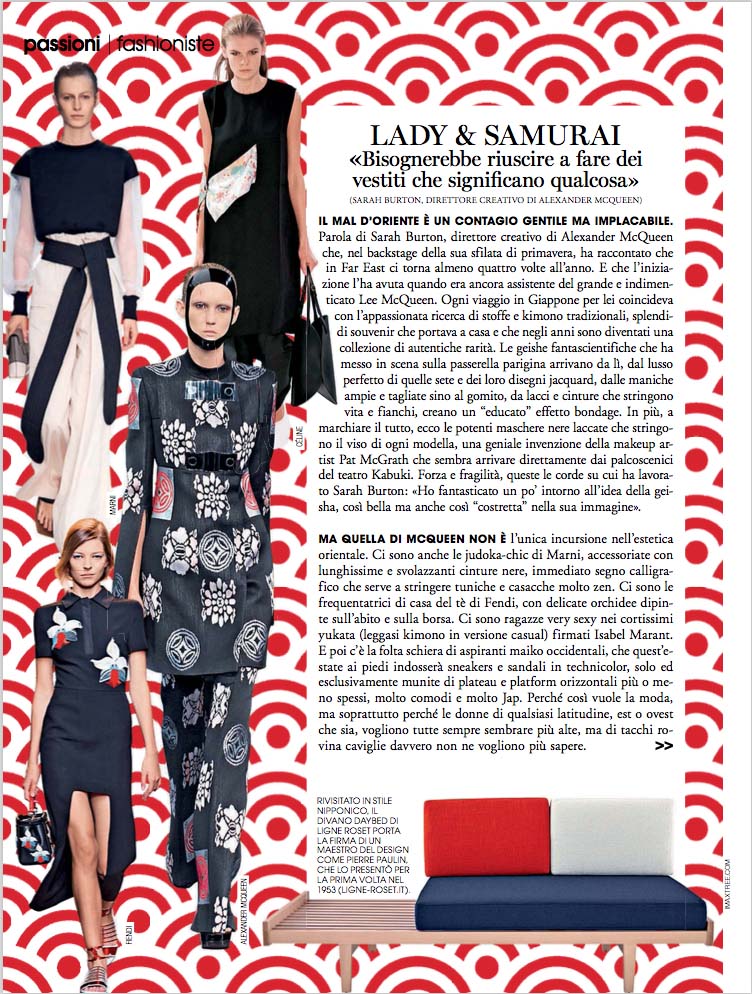 passioni | fashioniste
LADY & SAMURAI
«Bisognerebbe riuscire a fare dei
vestiti che significano qualcosa»
(SARAH BURTON, DIRETTORE CREATIVO DI ALEXANDER MCQUEEN)
IL MAL D'ORIENTE È UN CONTAGIO GENTILE MA IMPLACABILE.
Parola di Sarah Burton, direttore creativo di Alexander McQueen
che, nel backstage della sua sfilata di primavera, ha raccontato che
in Far East ci torna almeno quattro volte all'anno. E che l'inizia-
zione l'ha avuta quando era ancora assistente del grande e indimen-
ticato Lee McQueen. Ogni viaggio in Giappone per lei coincideva
con l'appassionata ricerca di stoffe e kimono tradizionali, splendi-
di souvenir che portava a casa e che negli anni sono diventati una
collezione di autentiche rarità. Le geishe fantascientifiche che ha
messo in scena sulla passerella parigina arrivano da lì, dal lusso
perfetto di quelle sete e dei loro disegni jacquard, dalle maniche
ampie e tagliate sino al gomito, da lacci e cinture che stringono
vita e fianchi, creano un “educato” effetto bondage. In più, a
marchiare il tutto, ecco le potenti maschere nere laccate che stringo-
no il viso di ogni modella, una geniale invenzione della makeup ar-
tist Pat McGrath che sembra arrivare direttamente dai palcoscenici
del teatro Kabuki. Forza e fragilità, queste le corde su cui ha lavora-
to Sarah Burton: «Ho fantasticato un po' intorno all'idea della gei-
sha, così bella ma anche così “costretta” nella sua immagine».
MA QUELLA DI MCQUEEN NON È l'unica incursione nell'estetica
orientale. Ci sono anche le judoka-chic di Marni, accessoriate con
lunghissime e svolazzanti cinture nere, immediato segno calligra-
fico che serve a stringere tuniche e casacche molto zen. Ci sono le
frequentatrici di casa del tè di Fendi, con delicate orchidee dipin-
te sull'abito e sulla borsa. Ci sono ragazze very sexy nei cortissimi
yukata (leggasi kimono in versione casual) firmati Isabel Marant.
E poi c'è la folta schiera di aspiranti maiko occidentali, che quest'e-
state ai piedi indosserà sneakers e sandali in technicolor, solo ed
esclusivamente munite di plateau e platform orizzontali più o me-
no spessi, molto comodi e molto Jap. Perché così vuole la moda,
ma soprattutto perché le donne di qualsiasi latitudine, est o ovest
che sia, vogliono tutte sempre sembrare più alte, ma di tacchi ro-
vina caviglie davvero non ne vogliono più sapere. >>
RIVISITATO IN STILE
NIPPONICO, IL
DIVANO DAYBED DI
LIGNE ROSET PORTA
LA FIRMA DI UN
MAESTRO DEL DESIGN
COME PIERRE PAULIN,
CHE LO PRESENTÒ PER
LA PRIMA VOLTA NEL
1953 (LIGNE-ROSET.IT).
MARNI
CÉLINE
FENDI
ALEXANDER MCQUEEN
IMAXTREE.COM